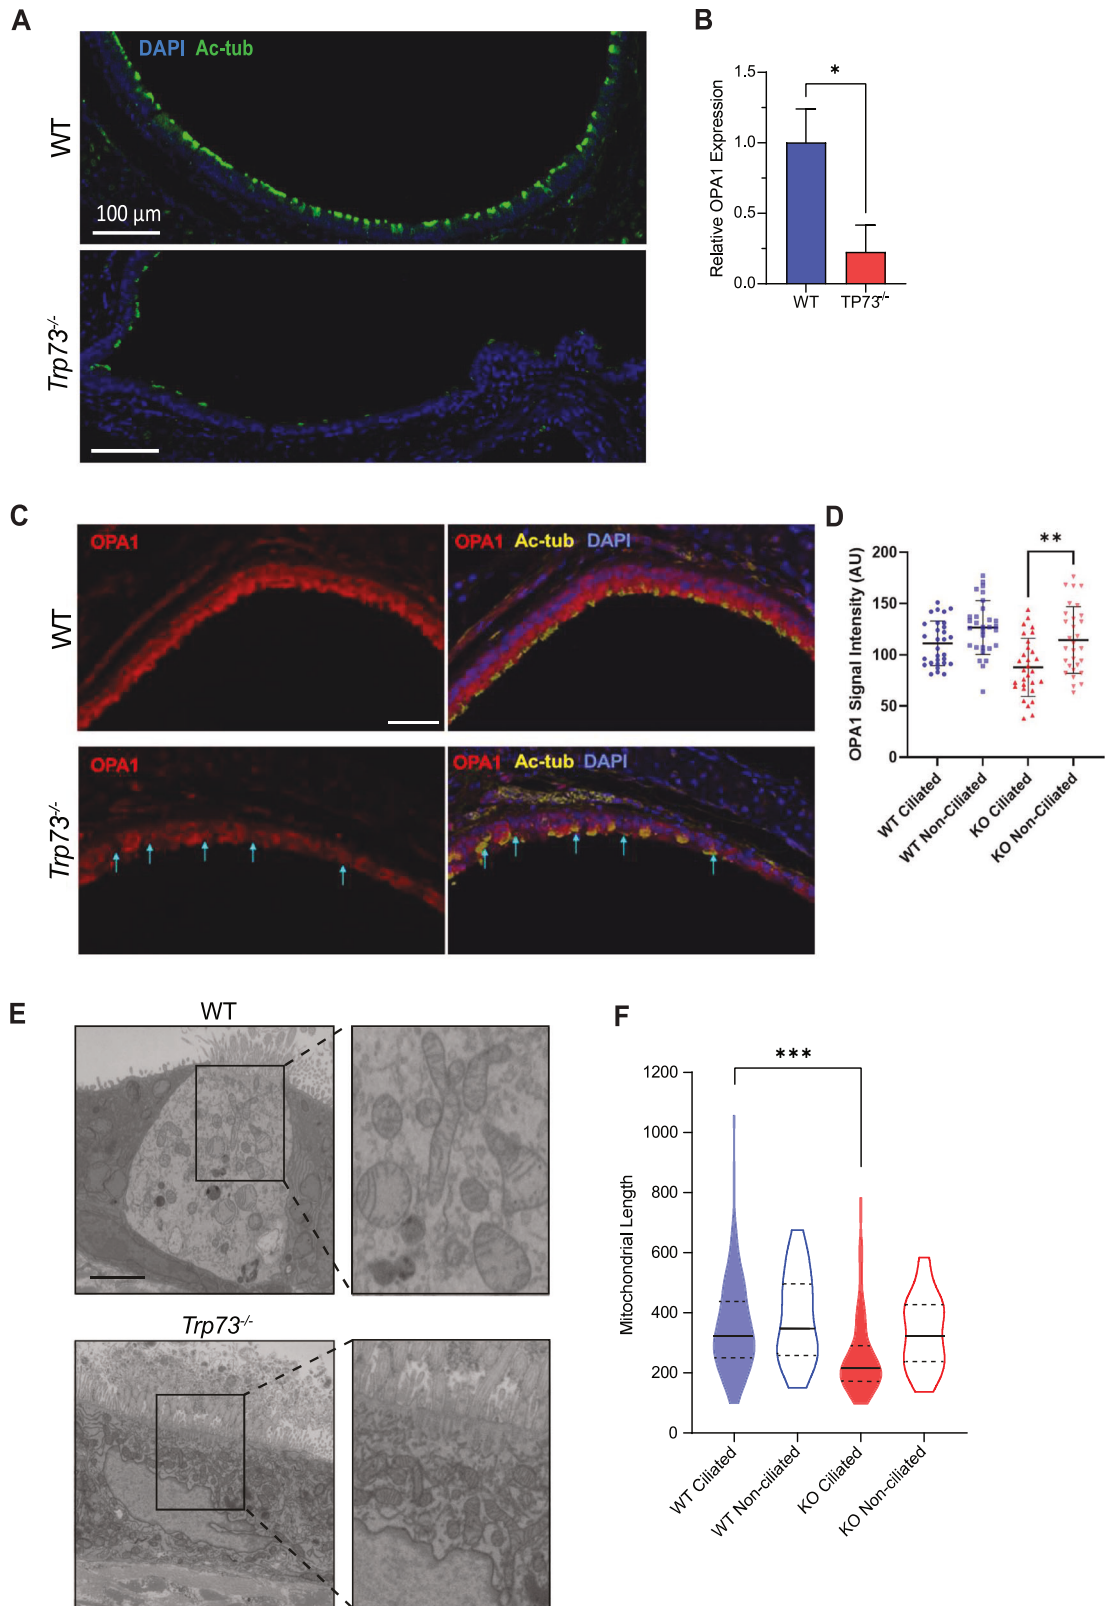 A
DAPI Ac-tub
WT
100 µm
Trp73-/-
B
*
Relative OPA1 Expression
1.5
1.0
0.5
0.0
WT TP73-/-
C
WT
OPA1
OPA1 Ac-tub DAPI
Trp73-/-
OPA1
OPA1 Ac-tub DAPI
D
**
OPA1 Signal Intensity (AU)
200
150
100
50
0
WT Ciliated
WT Non-Ciliated
KO Ciliated
KO Non-Ciliated
E
WT
Trp73-/-
F
***
Mitochondrial Length
1200
1000
800
600
400
200
0
WT Ciliated
WT Non-ciliated
KO Ciliated
KO Non-ciliated